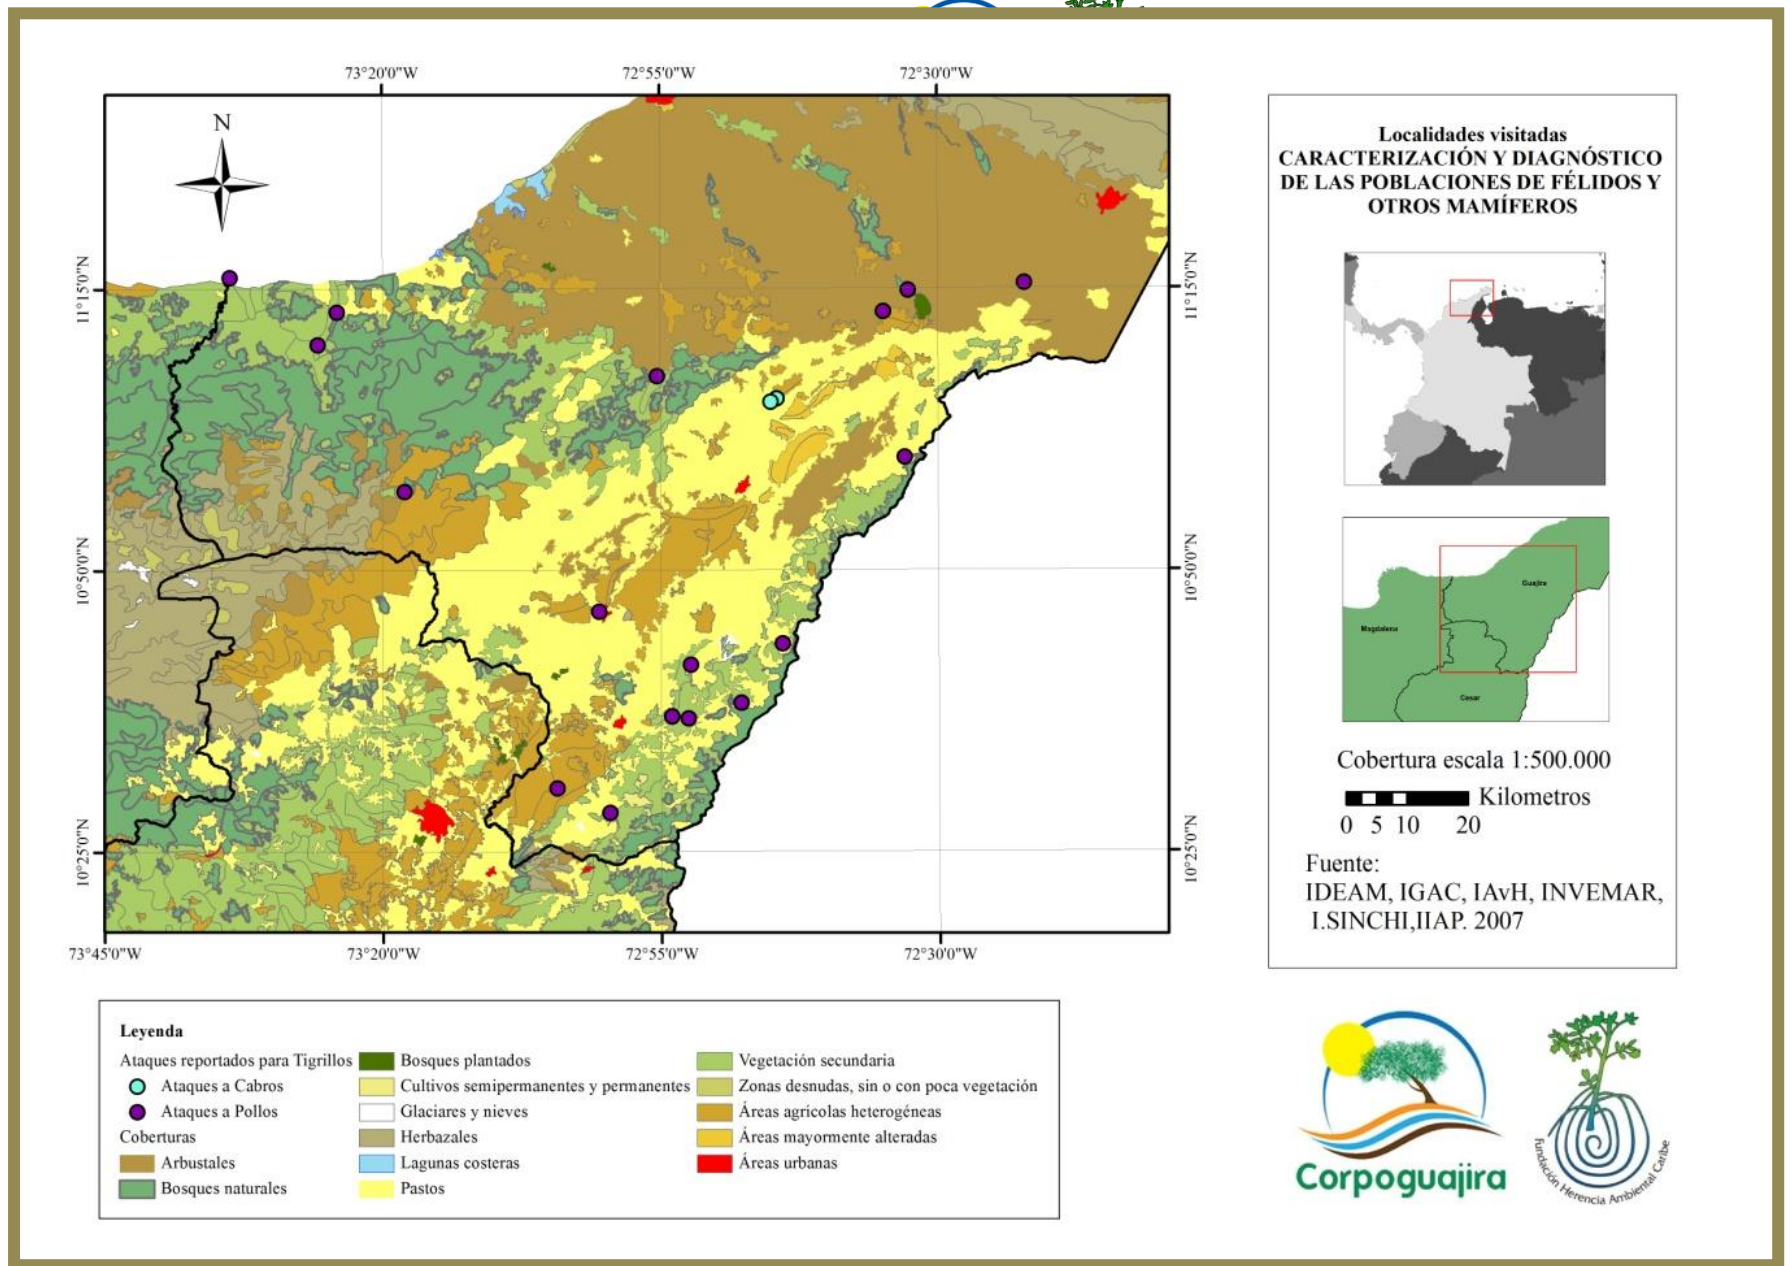 73°20'0"W
72°55'0"W
72°30'0"W
N
11°15'0"N
11°15'0"N
10°50'0"N
10°50'0"N
10°25'0"N
10°25'0"N
73°45'0"W
73°20'0"W
72°55'0"W
72°30'0"W
Localidades visitadas
CARACTERIZACIÓN Y DIAGNÓSTICO
DE LAS POBLACIONES DE FÉLIDOS Y
OTROS MAMÍFEROS
Guajira
Magdalena
Cesar
Cobertura escala 1:500.000
Kilometros
0 5 10 20
Fuente:
IDEAM, IGAC, IAvH, INVEMAR,
I.SINCHI,IIAP. 2007
Leyenda
Ataques reportados para Tigrillos
Ataques a Cabros
Ataques a Pollos
Coberturas
Arbustales
Bosques naturales
Bosques plantados
Cultivos semipermanentes y permanentes
Glaciares y nieves
Herbazales
Lagunas costeras
Pastos
Vegetación secundaria
Zonas desnudas, sin o con poca vegetación
Áreas agrícolas heterogéneas
Áreas mayormente alteradas
Áreas urbanas
Corpoguajira
Fundación Herencia Ambiental Caribe